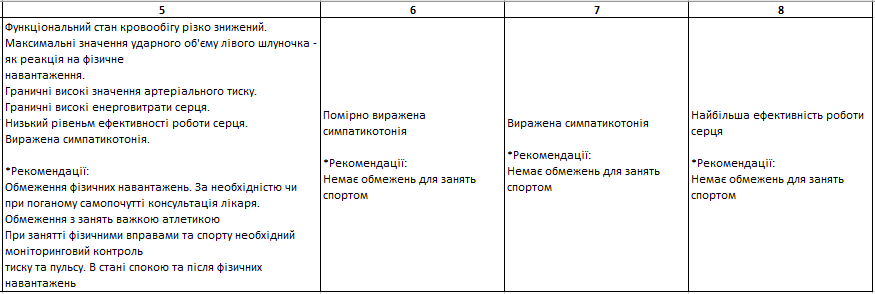 5
6
7
8
Функціональний стан кровообігу різко знижений.
Максимальні значення ударного об'єму лівого шлуночка -
як реакція на фізичне
навантаження.
Граничні високі значення артеріального тиску.
Граничні високі енерговитрати серця.
Низький рівеньм ефективності роботи серця.
Виражена симпатикотонія.
*Рекомендації:
Обмеження фізичних навантажень. За необхідністю чи
при поганому самопочутті консультація лікаря.
Обмеження з занять важкою атлетикою
При занятті фізичними вправами та спорту необхідний
моніторинговий контроль
тиску та пульсу. В стані спокою та після фізичних
навантажень
Помірно виражена
симпатикотонія
*Рекомендації:
Немає обмежень для занять
спортом
Виражена симпатикотонія
*Рекомендації:
Немає обмежень для занять
спортом
Найбільша ефективність роботи
серця
*Рекомендації:
Немає обмежень для занять
спортом